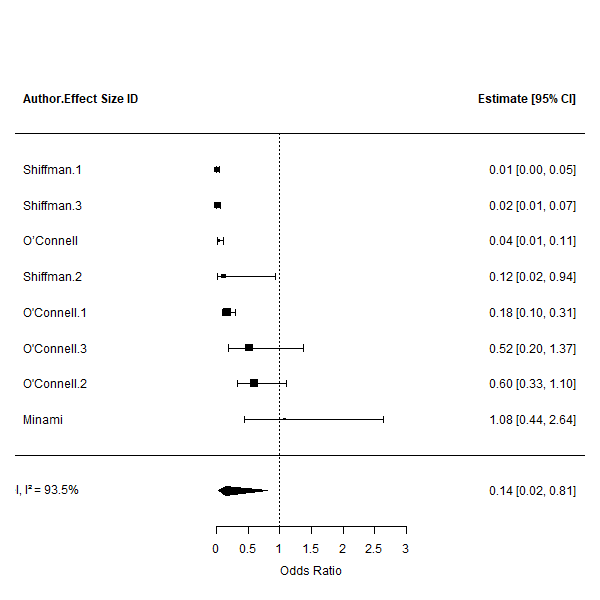 Author.Effect Size ID Estimate [95% CI]
Shiffman.1 0.01 [0.00, 0.05]
Shiffman.3 0.02 [0.01, 0.07]
O'Connell 0.04 [0.01, 0.11]
Shiffman.2 0.12 [0.02, 0.94]
O'Connell.1 0.18 [0.10, 0.31]
O'Connell.3 0.52 [0.20, 1.37]
O'Connell.2 0.60 [0.33, 1.10]
Minami 1.08 [0.44, 2.64]
, I² = 93.5% 0.14 [0.02, 0.81]
0 0.5 1 1.5 2 2.5 3
Odds Ratio